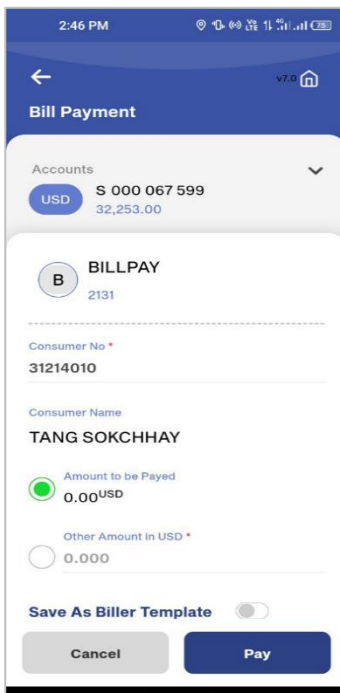 2:46 PM
75
v7.0
Bill Payment
Accounts
USD
S 000 067 599
32,253.00
B
BILLPAY
2131
Consumer No *
31214010
Consumer Name
TANG SOKCHHAY
Amount to be Payed
0.00USD
Other Amount in USD *
0.000
Save As Biller Template
Cancel
Pay